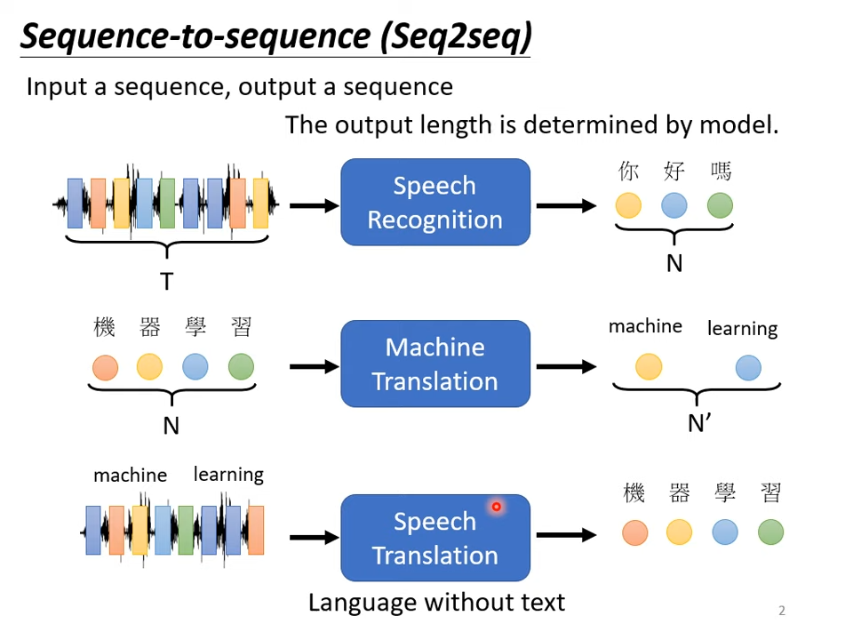 Sequence-to-sequence (Seq2seq)
Input a sequence, output a sequence
The output length is determined by model.
Speech
Recognition
你 好 嗎
T
N
機 器 學 習
Machine
Translation
machine learning
N
N’
machine learning
Speech
Translation
機 器 學 習
Language without text
2